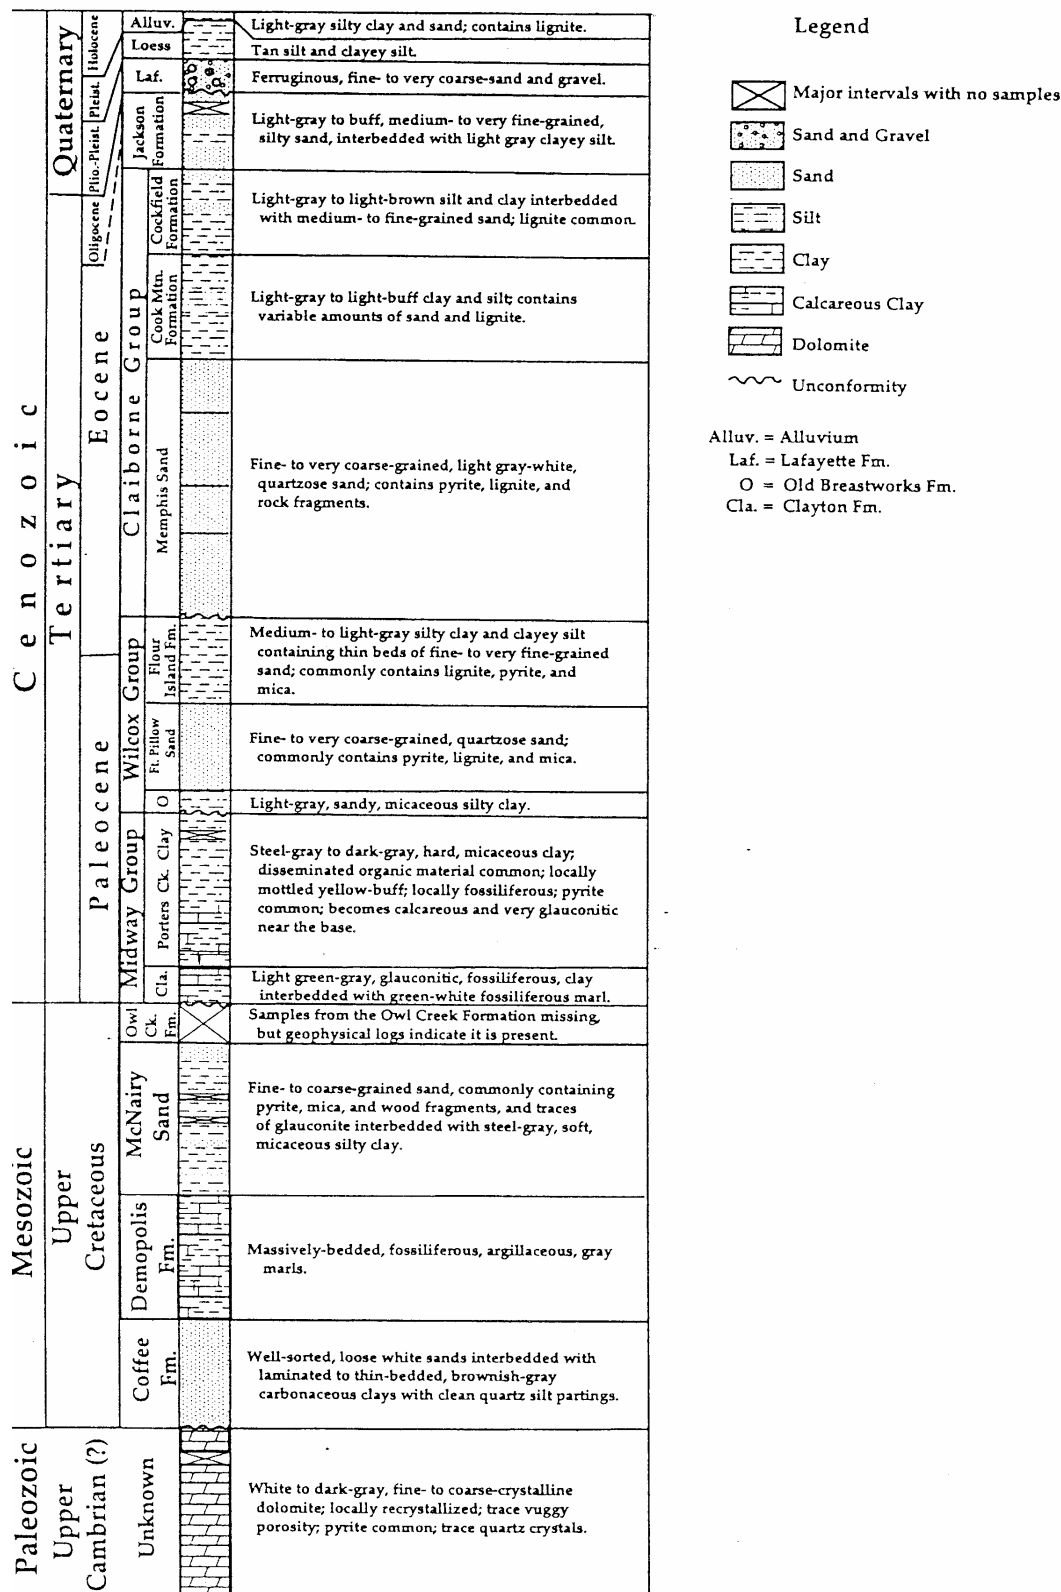 Cenozoic
Quaternary
Tertiary
Holocene
Pleist.
Plio.-Pleist.
Oligocene
Eocene
Paleocene
Alluv.
Light-gray silty clay and sand; contains lignite.
Loess
Tan silt and clayey silt.
Laf.
Ferruginous, fine- to very coarse-sand and gravel.
Jackson
Formation
Light-gray to buff, medium- to very fine-grained,
silty sand, interbedded with light gray clayey silt.
Claiborne Group
Cockfield
Formation
Light-gray to light-brown silt and clay interbedded
with medium- to fine-grained sand; lignite common.
Cook Mtn.
Formation
Light-gray to light-buff clay and silt; contains
variable amounts of sand and lignite.
Memphis Sand
Fine- to very coarse-grained, light gray-white,
quartzose sand; contains pyrite, lignite, and
rock fragments.
Wilcox Group
Flour
Island Fm.
Medium- to light-gray silty clay and clayey silt
containing thin beds of fine- to very fine-grained
sand; commonly contains lignite, pyrite, and
mica.
Ft. Pillow
Sand
Fine- to very coarse-grained, quartzose sand;
commonly contains pyrite, lignite, and mica.
O
Light-gray, sandy, micaceous silty clay.
Midway Group
Porters Ck. Clay
Steel-gray to dark-gray, hard, micaceous clay;
disseminated organic material common; locally
mottled yellow-buff; locally fossiliferous; pyrite
common; becomes calcareous and very glauconitic
near the base.
Cla.
Light green-gray, glauconitic, fossiliferous, clay
interbedded with green-white fossiliferous marl.
Mesozoic
Upper
Cretaceous
Owl
Ck.
Fm.
Samples from the Owl Creek Formation missing,
but geophysical logs indicate it is present.
McNairy
Sand
Fine- to coarse-grained sand, commonly containing
pyrite, mica, and wood fragments, and traces
of glauconite interbedded with steel-gray, soft,
micaceous silty clay.
Demopolis
Fm.
Massively-bedded, fossiliferous, argillaceous, gray
marls.
Coffee
Fm.
Well-sorted, loose white sands interbedded with
laminated to thin-bedded, brownish-gray
carbonaceous clays with clean quartz silt partings.
Paleozoic
Upper
Cambrian (?)
Unknown
White to dark-gray, fine- to coarse-crystalline
dolomite; locally recrystallized; trace vuggy
porosity; pyrite common; trace quartz crystals.
Legend
Major intervals with no samples
Sand and Gravel
Sand
Silt
Clay
Calcareous Clay
Dolomite
Unconformity
Alluv. = Alluvium
Laf. = Lafayette Fm.
O = Old Breastworks Fm.
Cla. = Clayton Fm.